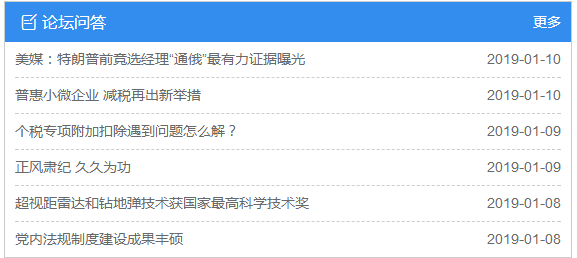 论坛问答 更多
美媒：特朗普前竞选经理“通俄”最有力证据曝光 2019-01-10
普惠小微企业 减税再出新举措 2019-01-10
个税专项附加扣除遇到问题怎么解？ 2019-01-09
正风肃纪 久久为功 2019-01-09
超视距雷达和钻地弹技术获国家最高科学技术奖 2019-01-08
党内法规制度建设成果丰硕 2019-01-08